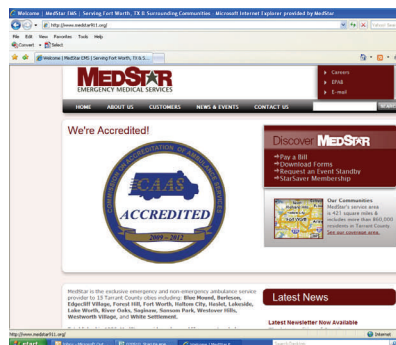 Welcome | MedStar EMS | Serving Fort Worth, TX & Surrounding Communities - Microsoft Internet Explorer provided by MedStar
http://www.medstar911.org/
File Edit View Favorites Tools Help
Convert Select
Welcome | MedStar EMS | Serving Fort Worth, TX & S...
MEDSTAR
EMERGENCY MEDICAL SERVICES
Careers
EPAB
E-mail
HOME ABOUT US CUSTOMERS NEWS & EVENTS CONTACT US
We're Accredited!
COMMISSION ON ACCREDITATION OF AMBULANCE SERVICES
CAAS
ACCREDITED
2009 - 2012
Discover MEDSTAR
Pay a Bill
Download Forms
Request an Event Standby
StarSaver Membership
Our Communities
MedStar's service area
is 421 square miles &
includes more than 860,000
residents in Tarrant County.
See our coverage area.
Fort Worth
MedStar is the exclusive emergency and non-emergency ambulance service
provider to 15 Tarrant County cities including: Blue Mound, Burleson,
Edgecliff Village, Forest Hill, Fort Worth, Haltom City, Haslet, Lakeside,
Lake Worth, River Oaks, Saginaw, Sansom Park, Westover Hills,
Westworth Village, and White Settlement.
Latest News
Latest Newsletter Now Available
http://www.medstar911.org/
Internet
start